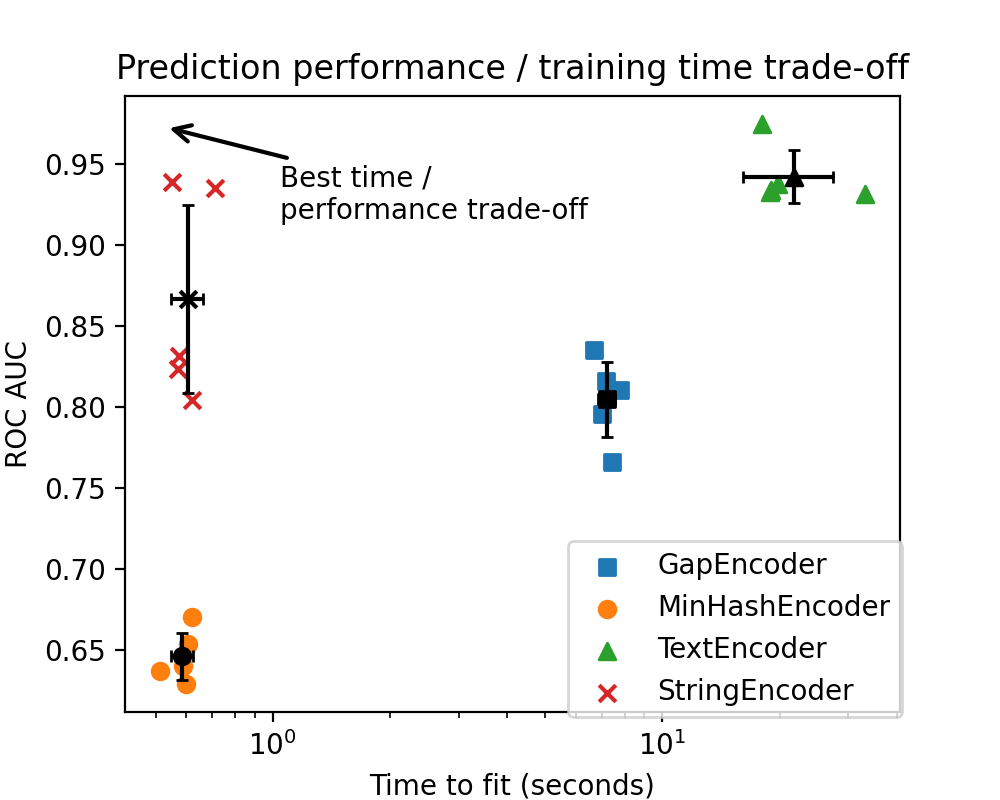 Prediction performance / training time trade-off
Best time /
performance trade-off
0.95
0.90
0.85
0.80
0.75
0.70
0.65
ROC AUC
GapEncoder
MinHashEncoder
TextEncoder
StringEncoder
10⁰
10¹
Time to fit (seconds)